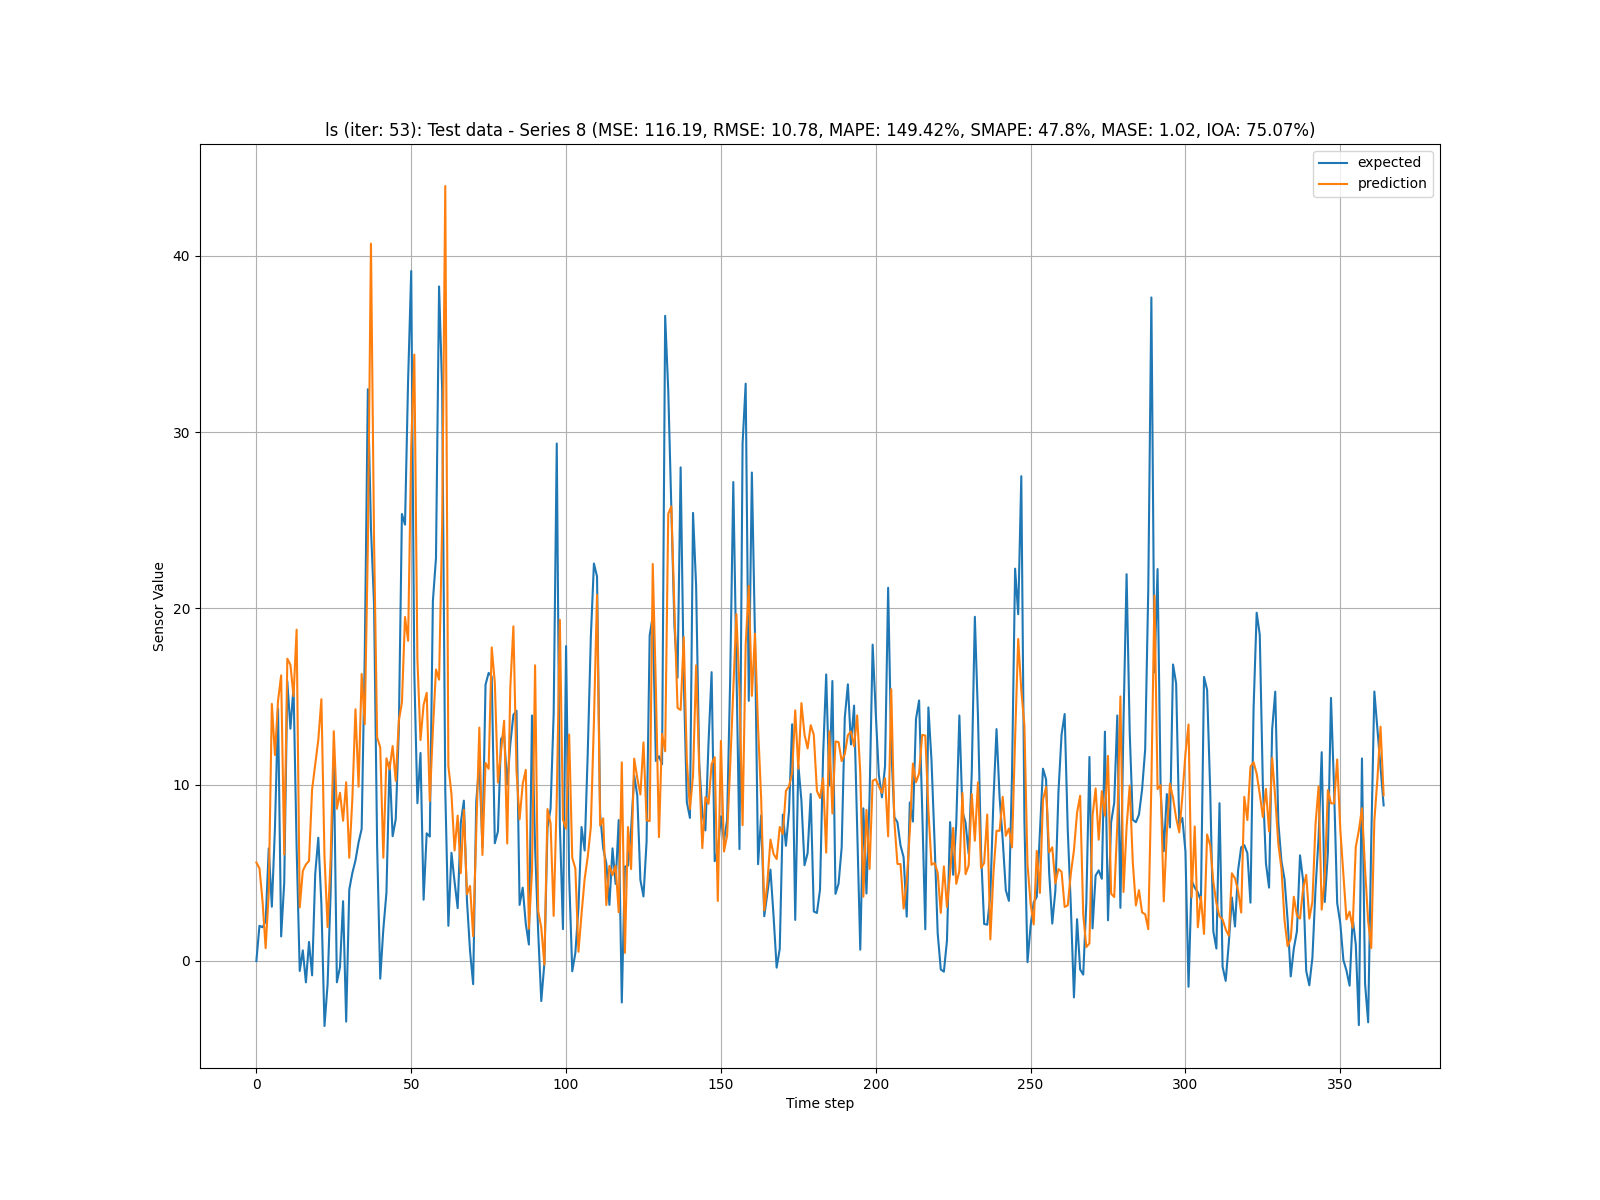 ls (iter: 53): Test data - Series 8 (MSE: 116.19, RMSE: 10.78, MAPE: 149.42%, SMAPE: 47.8%, MASE: 1.02, IOA: 75.07%)
expected
prediction
40
30
20
10
0
Sensor Value
0 50 100 150 200 250 300 350
Time step